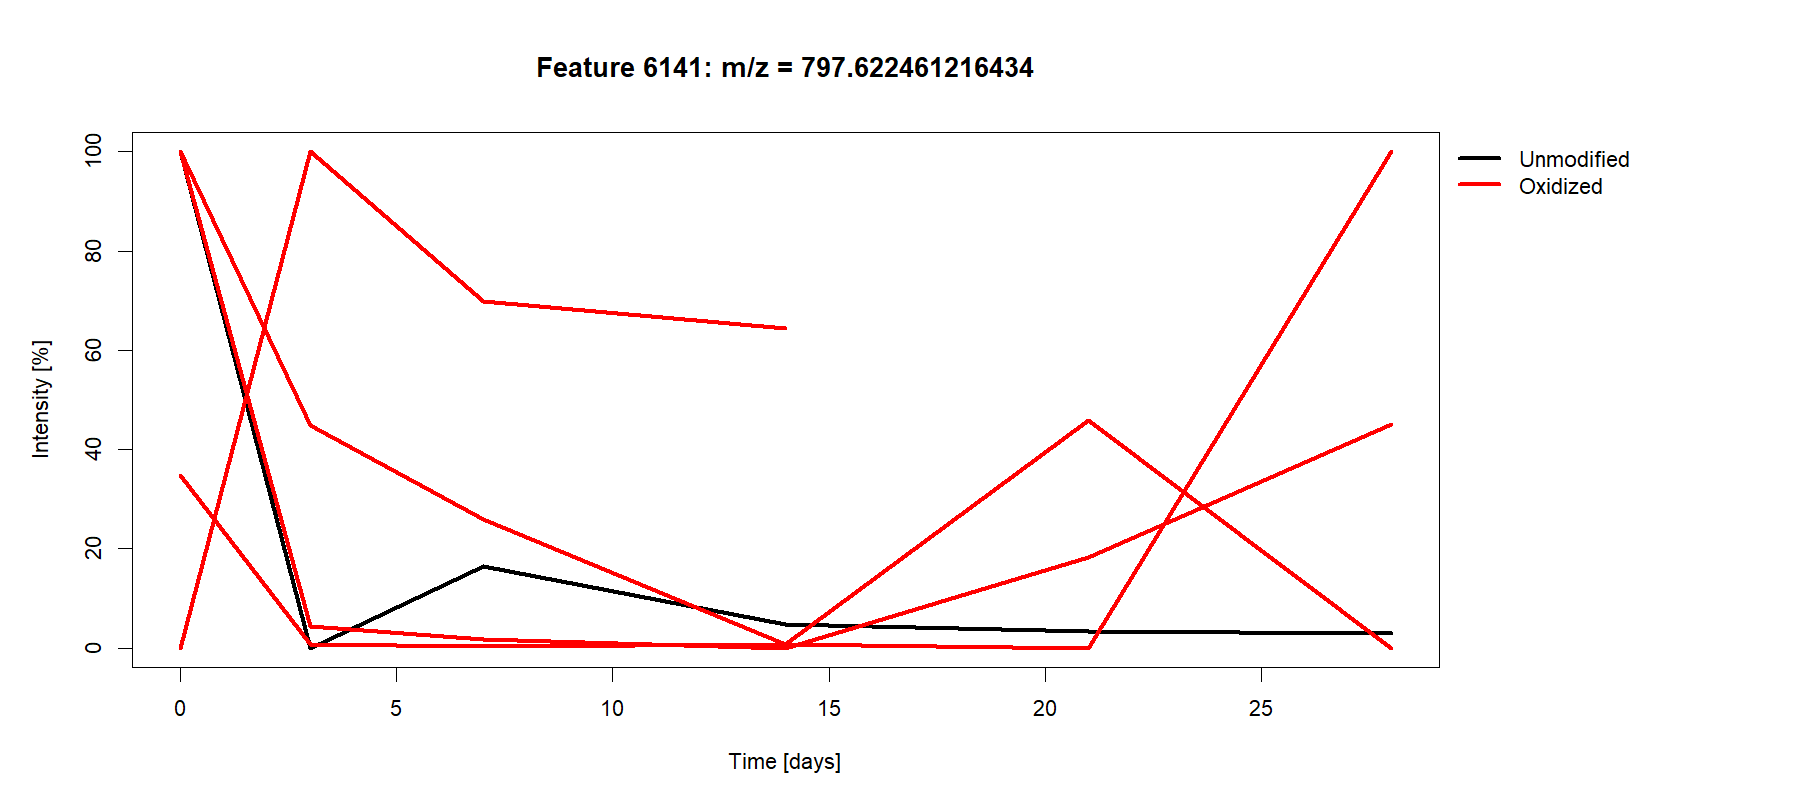 Feature 6141: m/z = 797.622461216434
Unmodified
Oxidized
100
80
60
40
20
0
Intensity [%]
0 5 10 15 20 25
Time [days]